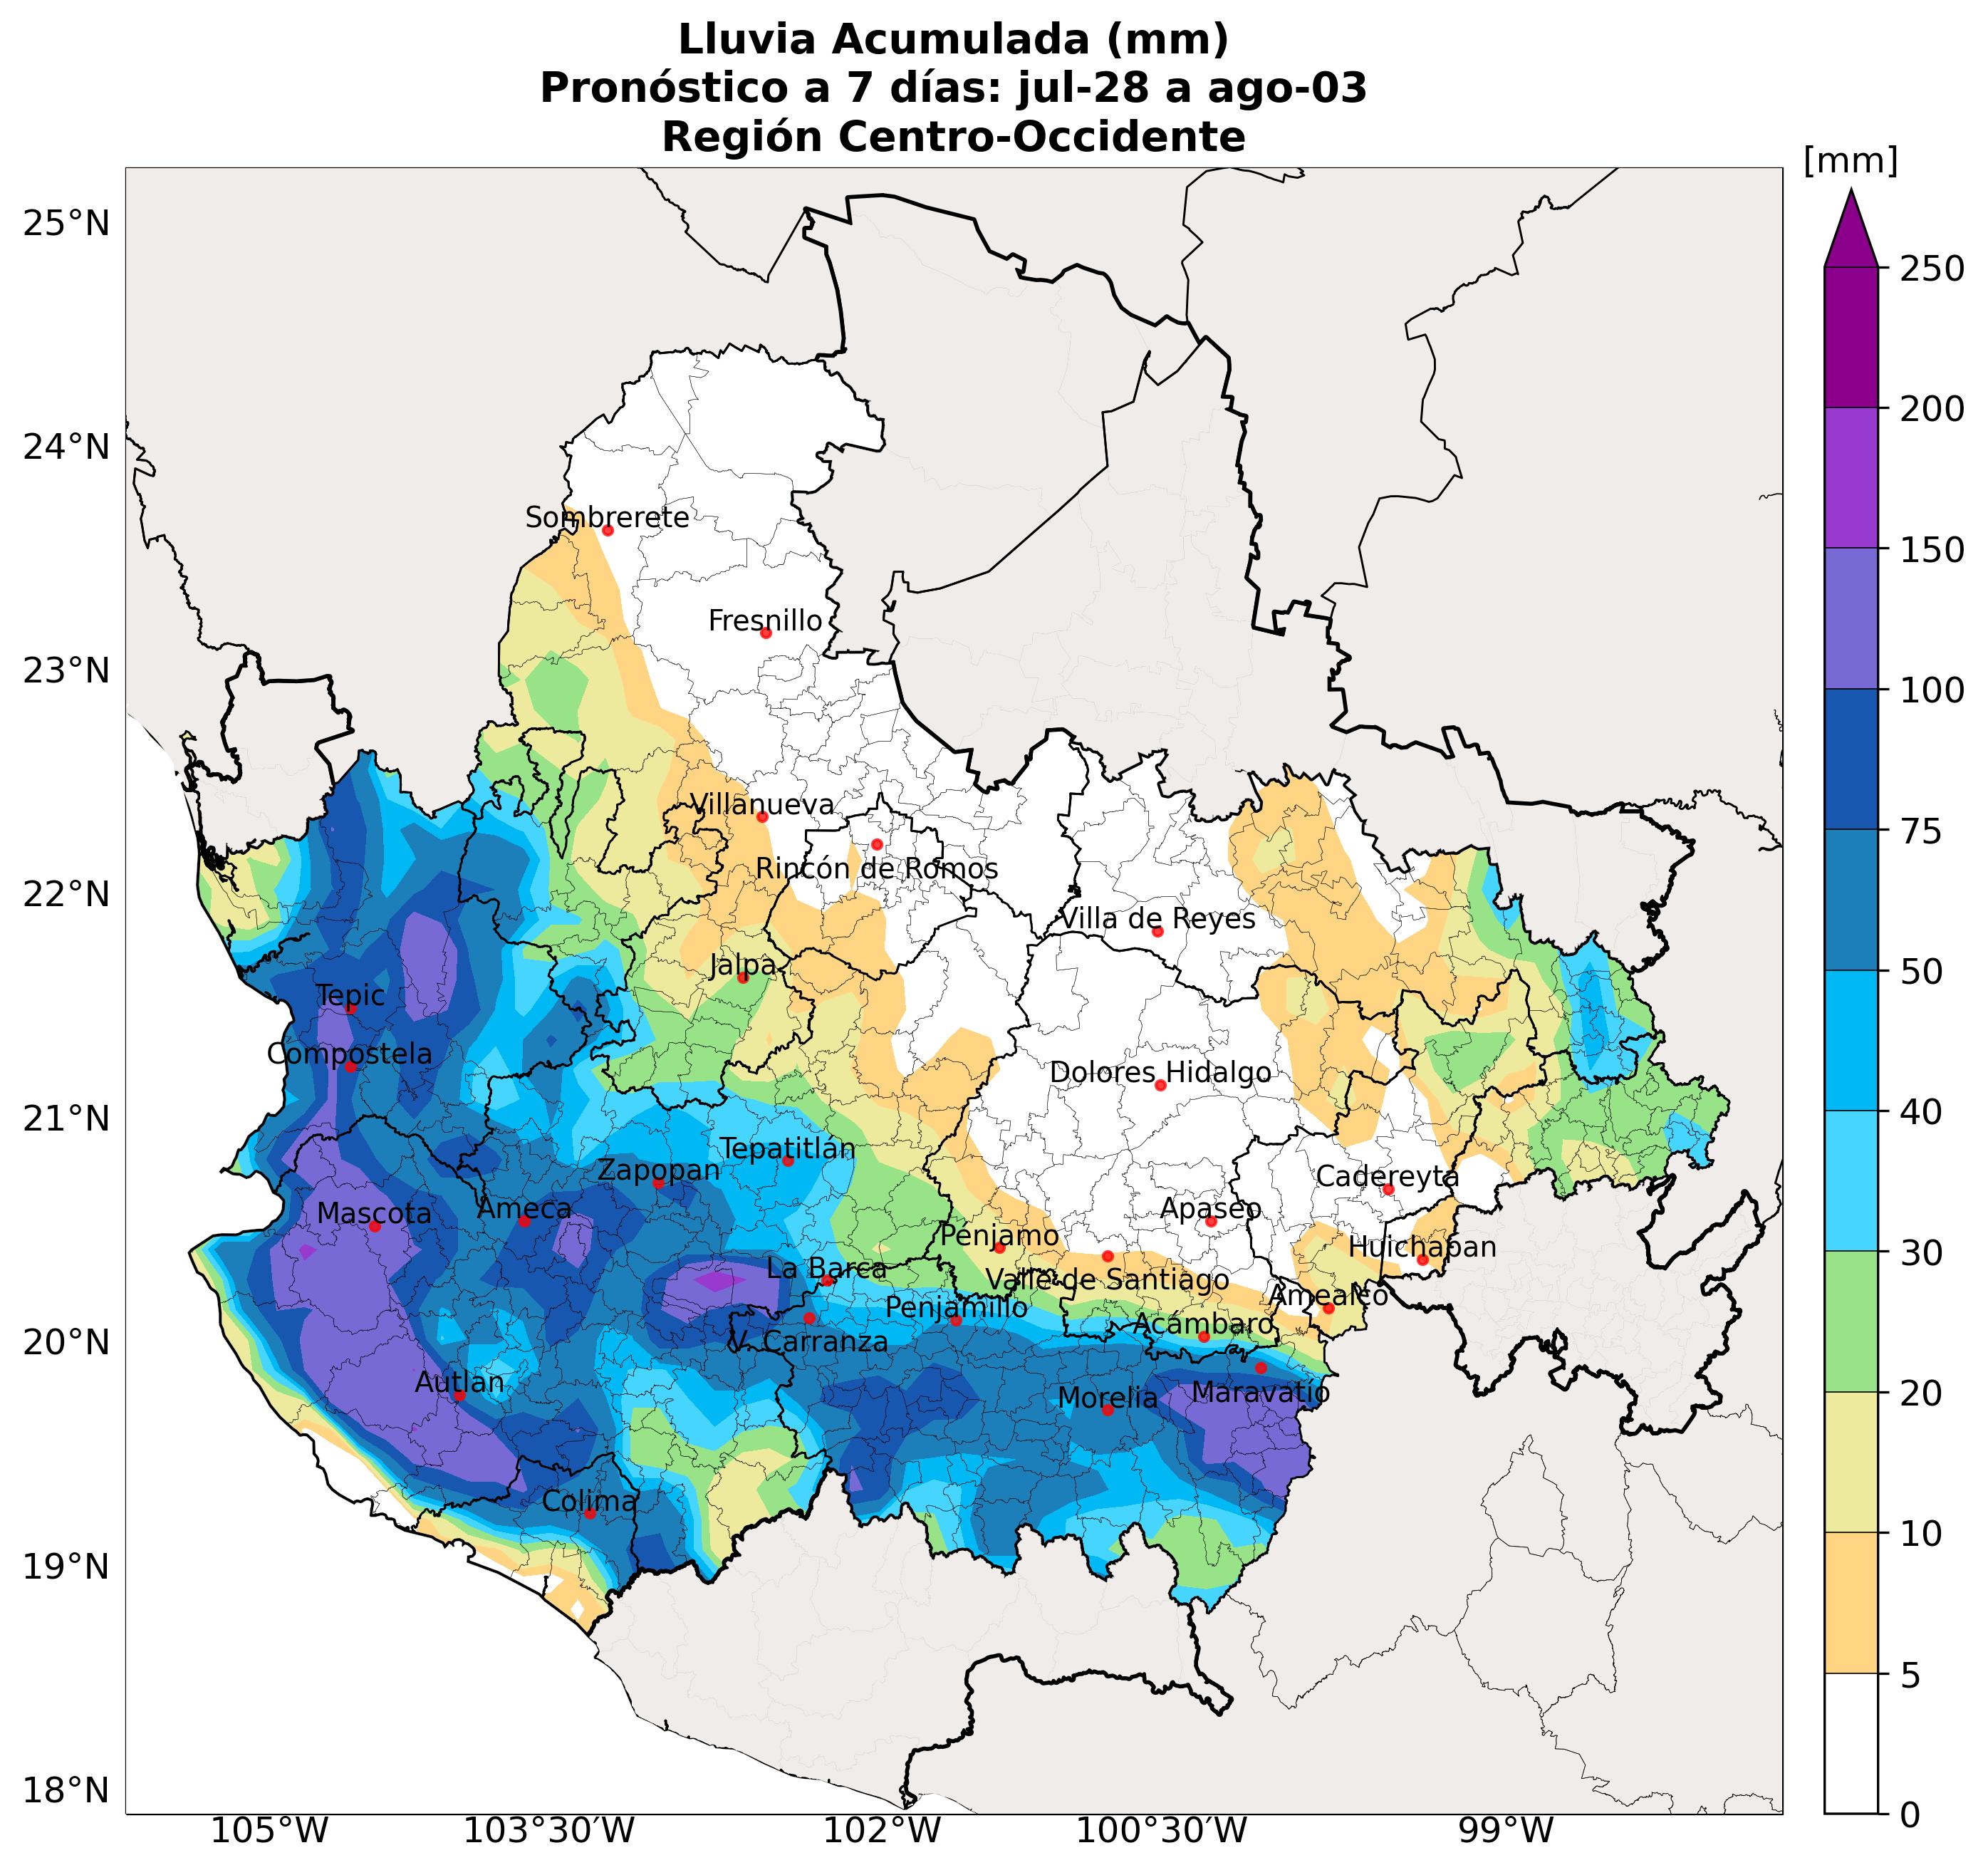 Lluvia Acumulada (mm)
Pronóstico a 7 días: jul-28 a ago-03
Región Centro-Occidente
[mm]
25°N
24°N
23°N
22°N
21°N
20°N
19°N
18°N
250
200
150
100
75
50
40
30
20
10
5
0
Sombrerete
Fresnillo
Villanueva
Rincón de Romos
Villa de Reyes
Jalpa
Tepic
Compostela
Dolores Hidalgo
Tepatitlán
Zapopan
Cadereyta
Mascota
Ameca
Apaseo
Penjamo
Huichapan
La Barca
Valle de Santiago
Amealco
Penjamillo
Acámbaro
V. Carranza
Autlan
Morelia
Maravatío
Colima
105°W
103°30'W
102°W
100°30'W
99°W